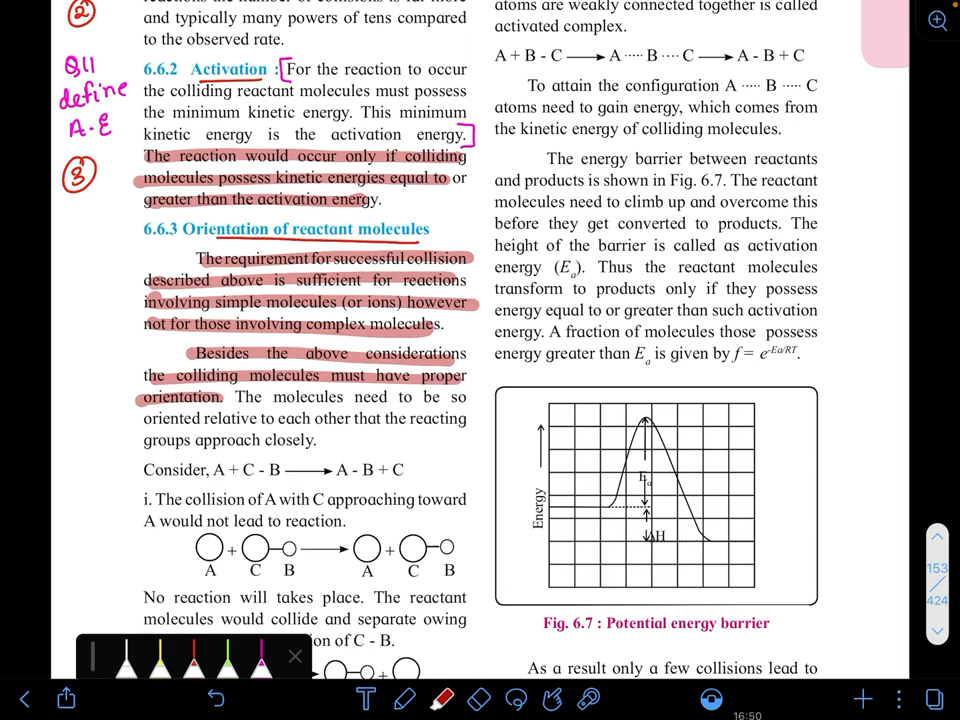 and typically many powers of tens compared
to the observed rate.
2
Q11
define
A.E
3
6.6.2 Activation : For the reaction to occur
the colliding reactant molecules must possess
the minimum kinetic energy. This minimum
kinetic energy is the activation energy.
The reaction would occur only if colliding
molecules possess kinetic energies equal to or
greater than the activation energy.
6.6.3 Orientation of reactant molecules
The requirement for successful collision
described above is sufficient for reactions
involving simple molecules (or ions) however
not for those involving complex molecules.
Besides the above considerations
the colliding molecules must have proper
orientation. The molecules need to be so
oriented relative to each other that the reacting
groups approach closely.
Consider, A + C - B ⟶ A - B + C
i. The collision of A with C approaching toward
A would not lead to reaction.
+ ⟶ +
A C B A C B
No reaction will takes place. The reactant
molecules would collide and separate owing
ion of C - B.
+
atoms are weakly connected together is called
activated complex.
A + B - C ⟶ A ····· B ···· C ⟶ A - B + C
To attain the configuration A ····· B ····· C
atoms need to gain energy, which comes from
the kinetic energy of colliding molecules.
The energy barrier between reactants
and products is shown in Fig. 6.7. The reactant
molecules need to climb up and overcome this
before they get converted to products. The
height of the barrier is called as activation
energy (Eₐ). Thus the reactant molecules
transform to products only if they possess
energy equal to or greater than such activation
energy. A fraction of molecules those possess
energy greater than Eₐ is given by f = e^-Ea/RT.
Energy
Eₐ
ΔH
Fig. 6.7 : Potential energy barrier
As a result only a few collisions lead to
153
424
T
16:50